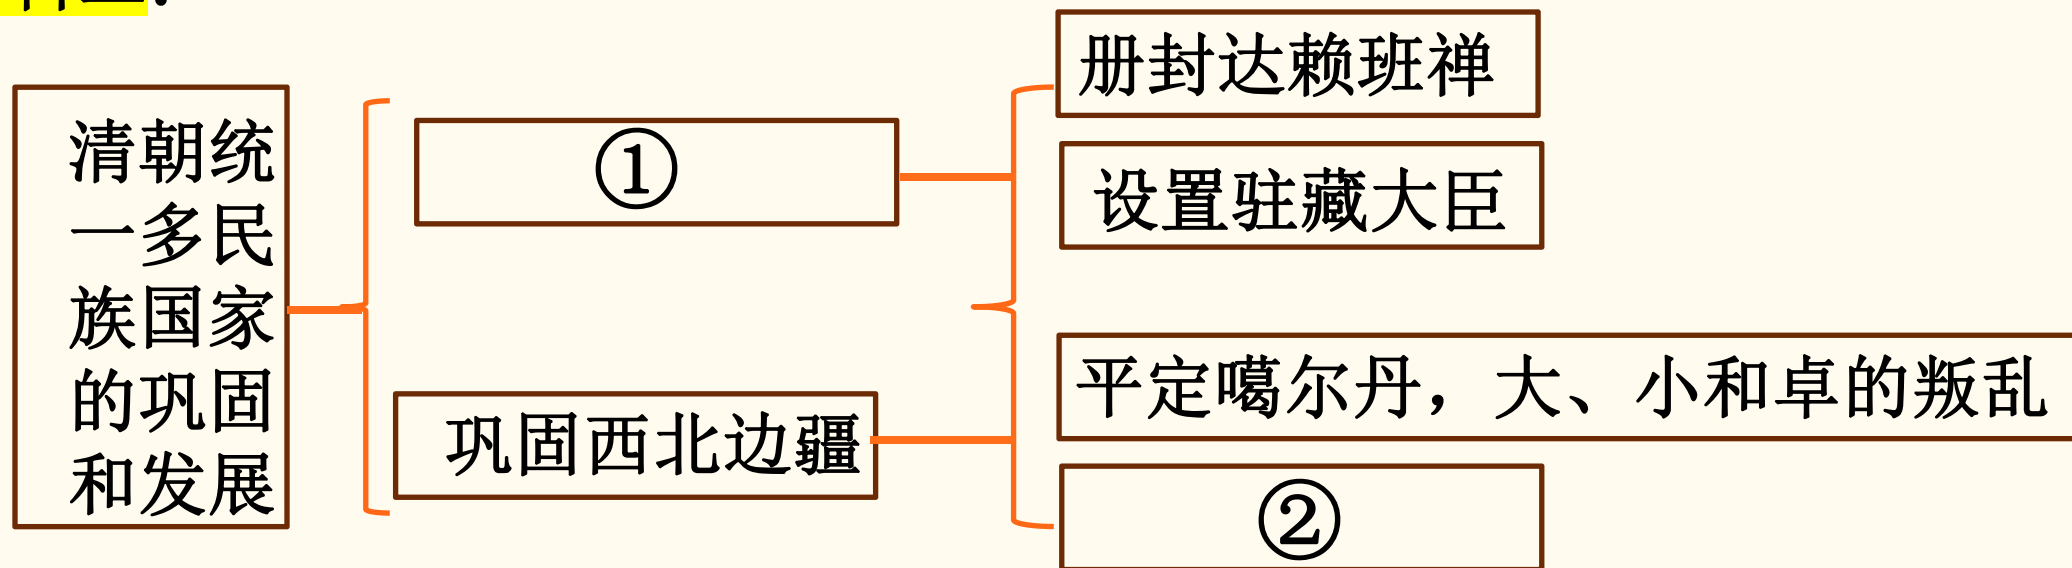 清朝统
一多民
族国家
的巩固
和发展
①
巩固西北边疆
册封达赖班禅
设置驻藏大臣
平定噶尔丹，大、小和卓的叛乱
②